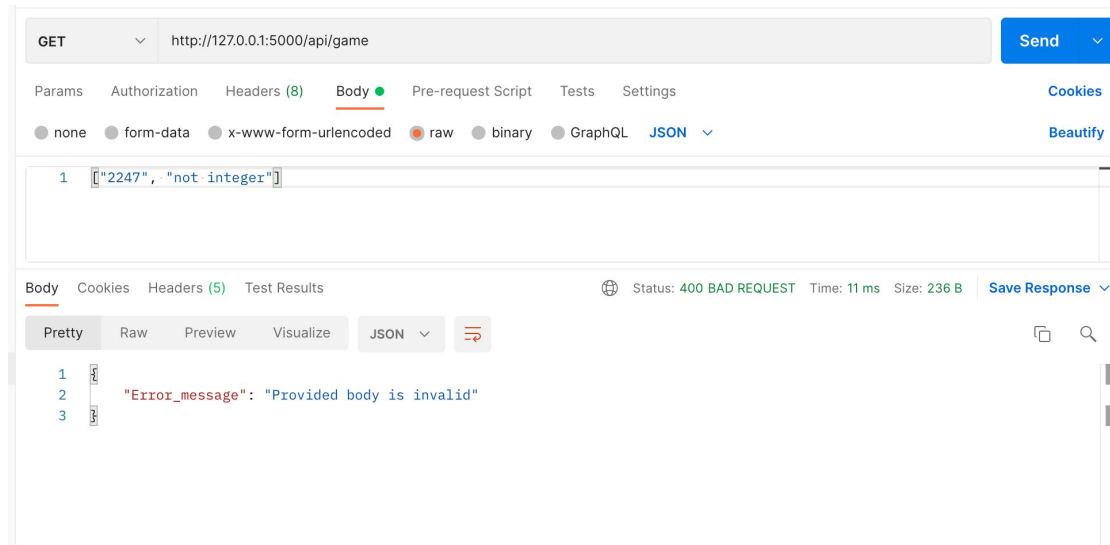 GET http://127.0.0.1:5000/api/game Send
Params Authorization Headers (8) Body Pre-request Script Tests Settings Cookies
none form-data x-www-form-urlencoded raw binary GraphQL JSON Beautify
1 ["2247", "not integer"]
Body Cookies Headers (5) Test Results Status: 400 BAD REQUEST Time: 11 ms Size: 236 B Save Response
Pretty Raw Preview Visualize JSON
1 {
2 "Error_message": "Provided body is invalid"
3 }